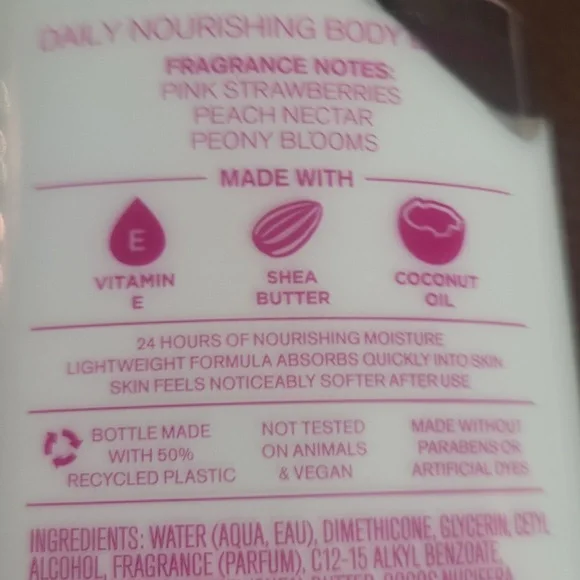 DAILY NOURISHING BODY
FRAGRANCE NOTES:
PINK STRAWBERRIES
PEACH NECTAR
PEONY BLOOMS
MADE WITH
E
VITAMIN
E
SHEA
BUTTER
COCONUT
OIL
24 HOURS OF NOURISHING MOISTURE
LIGHTWEIGHT FORMULA ABSORBS QUICKLY INTO SKIN
SKIN FEELS NOTICEABLY SOFTER AFTER USE
BOTTLE MADE
WITH 50%
RECYCLED PLASTIC
NOT TESTED
ON ANIMALS
& VEGAN
MADE WITHOUT
PARABENS OR
ARTIFICIAL DYES
INGREDIENTS: WATER (AQUA, EAU), DIMETHICONE, GLYCERIN, CETYL
ALCOHOL, FRAGRANCE (PARFUM), C12-15 ALKYL BENZOATE,